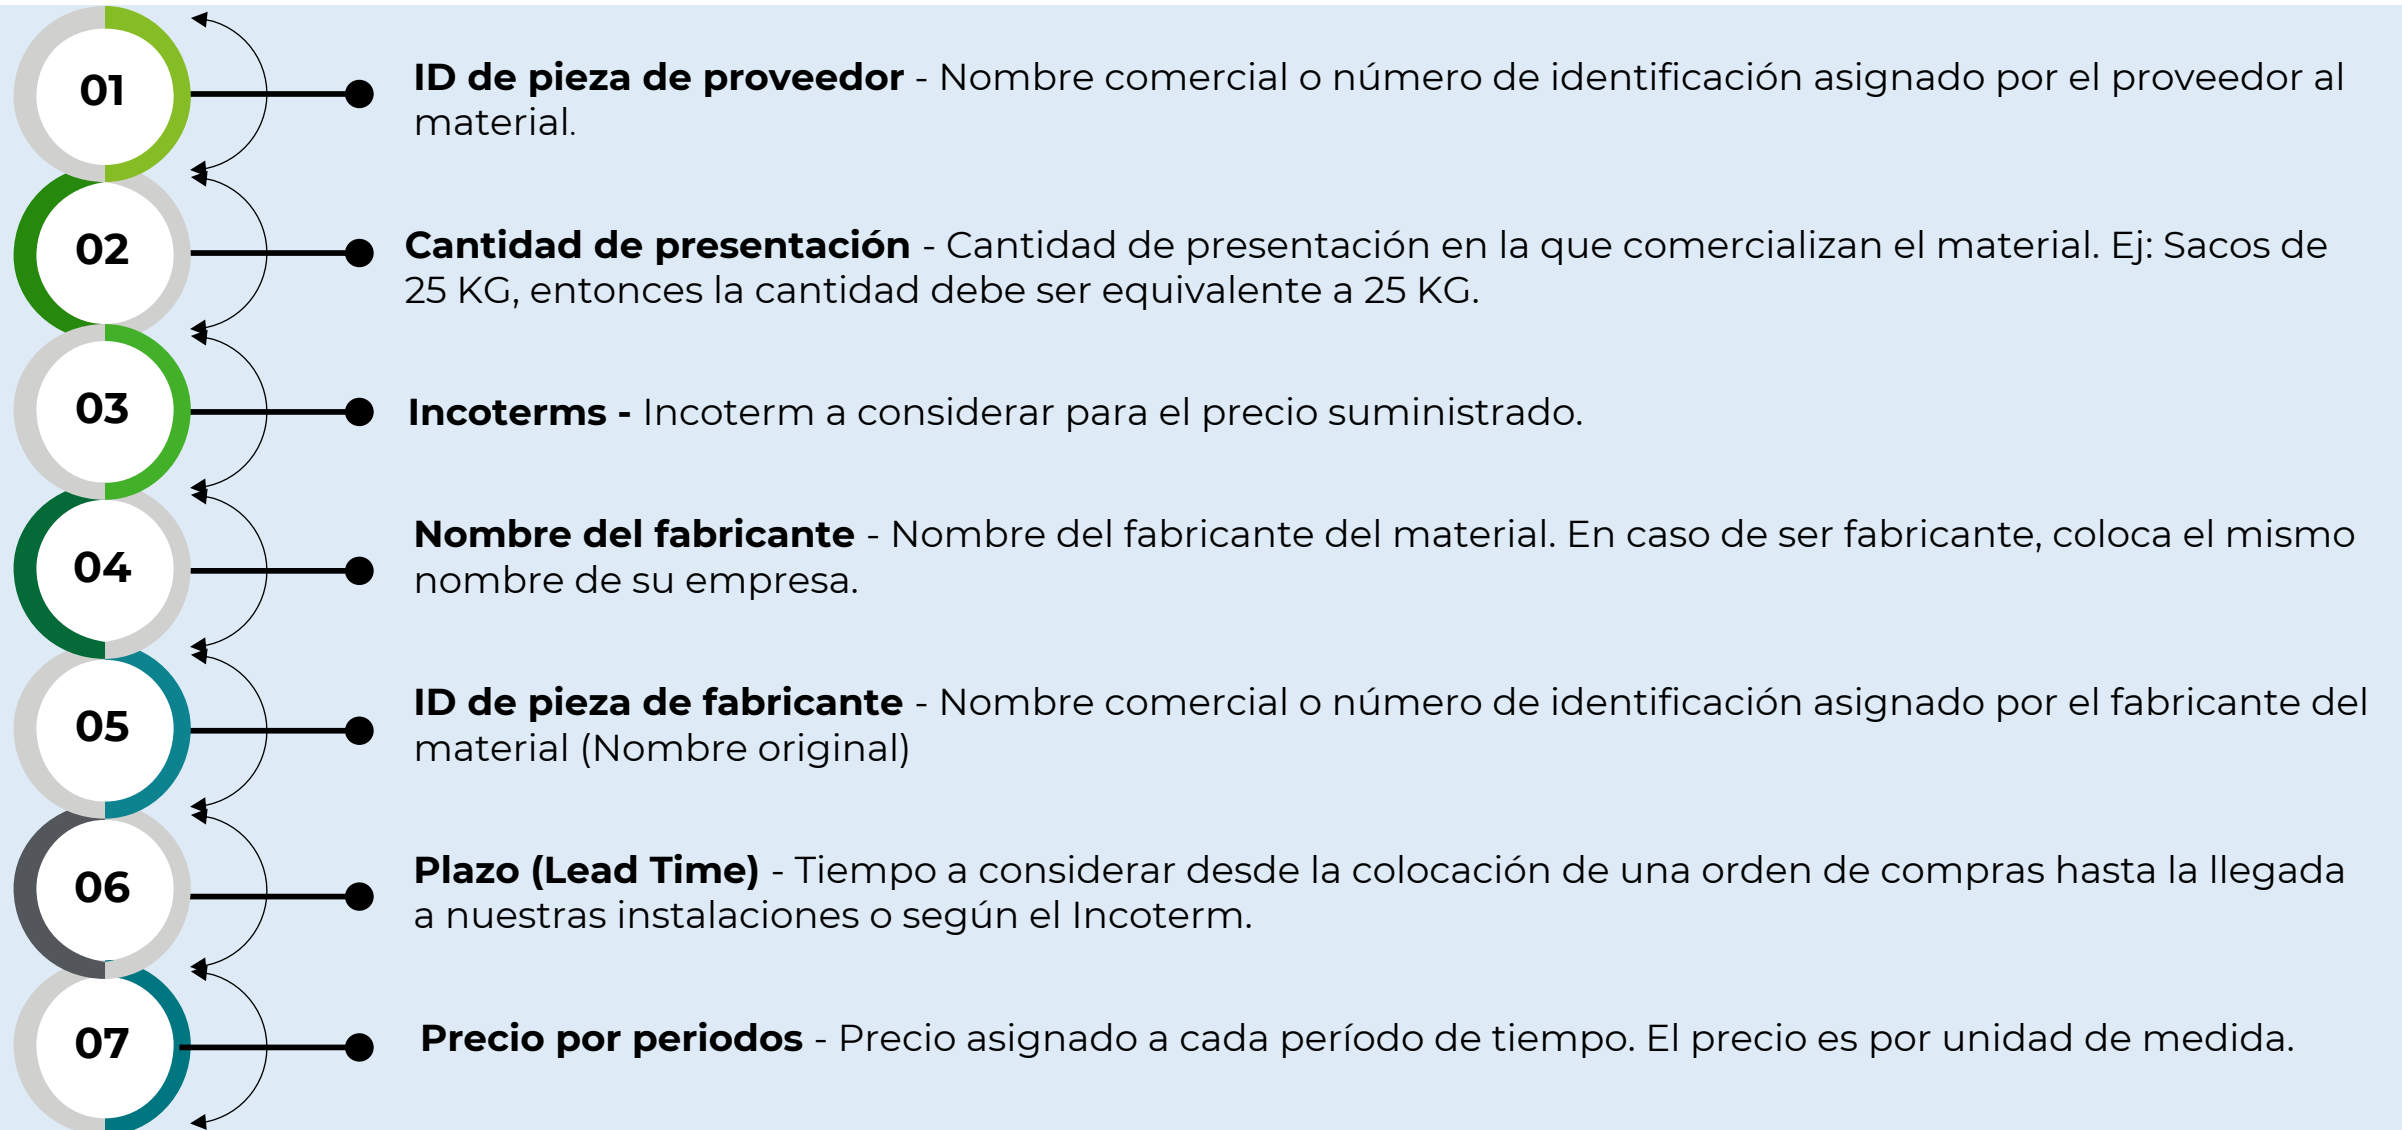 01
ID de pieza de proveedor - Nombre comercial o número de identificación asignado por el proveedor al
material.
02
Cantidad de presentación - Cantidad de presentación en la que comercializan el material. Ej: Sacos de
25 KG, entonces la cantidad debe ser equivalente a 25 KG.
03
Incoterms - Incoterm a considerar para el precio suministrado.
04
Nombre del fabricante - Nombre del fabricante del material. En caso de ser fabricante, coloca el mismo
nombre de su empresa.
05
ID de pieza de fabricante - Nombre comercial o número de identificación asignado por el fabricante del
material (Nombre original)
06
Plazo (Lead Time) - Tiempo a considerar desde la colocación de una orden de compras hasta la llegada
a nuestras instalaciones o según el Incoterm.
07
Precio por periodos - Precio asignado a cada período de tiempo. El precio es por unidad de medida.